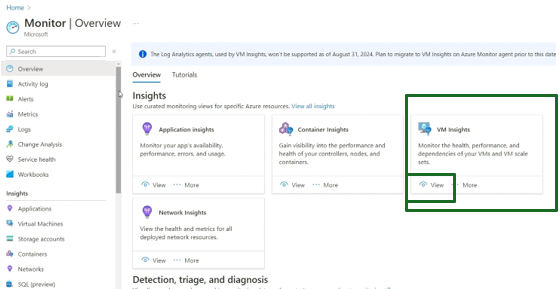 Home >
Monitor | Overview ...
Microsoft
Search
Overview
Activity log
Alerts
Metrics
Logs
Change Analysis
Service health
Workbooks
Insights
Applications
Virtual Machines
Storage accounts
Containers
Networks
SQL (preview)
The Log Analytics agents, used by VM Insights, won't be supported as of August 31, 2024. Plan to migrate to VM Insights on Azure Monitor agent prior to this date
Overview Tutorials
Insights
Use curated monitoring views for specific Azure resources. View all insights
Application insights
Monitor your app's availability,
performance, errors, and usage.
View ... More
Container Insights
Gain visibility into the performance and
health of your controllers, nodes, and
containers.
View ... More
VM Insights
Monitor the health, performance, and
dependencies of your VMs and VM scale
sets.
View ... More
Network Insights
View the health and metrics for all
deployed network resources.
View ... More
Detection, triage, and diagnosis